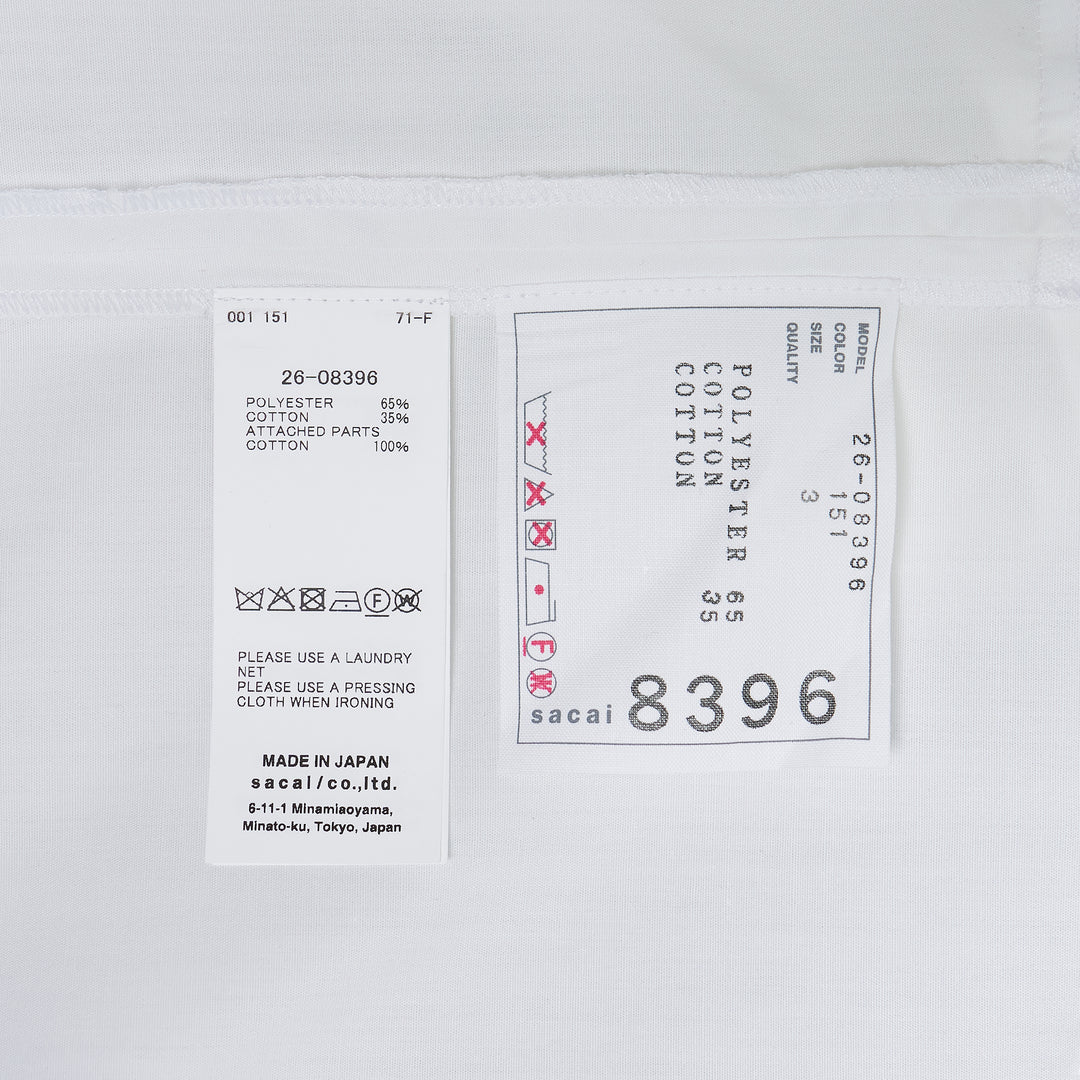 001 151 71-F
26-08396
POLYESTER 65%
COTTON 35%
ATTACHED PARTS
COTTON 100%
F W
PLEASE USE A LAUNDRY
NET
PLEASE USE A PRESSING
CLOTH WHEN IRONING
MADE IN JAPAN
sacai/co.,ltd.
6-11-1 Minamiaoyama,
Minato-ku, Tokyo, Japan
MODEL 26-08396
COLOR 151
SIZE 3
QUALITY
POLYESTER 65
COTTON 35
COTTON
F
W
sacai 8396